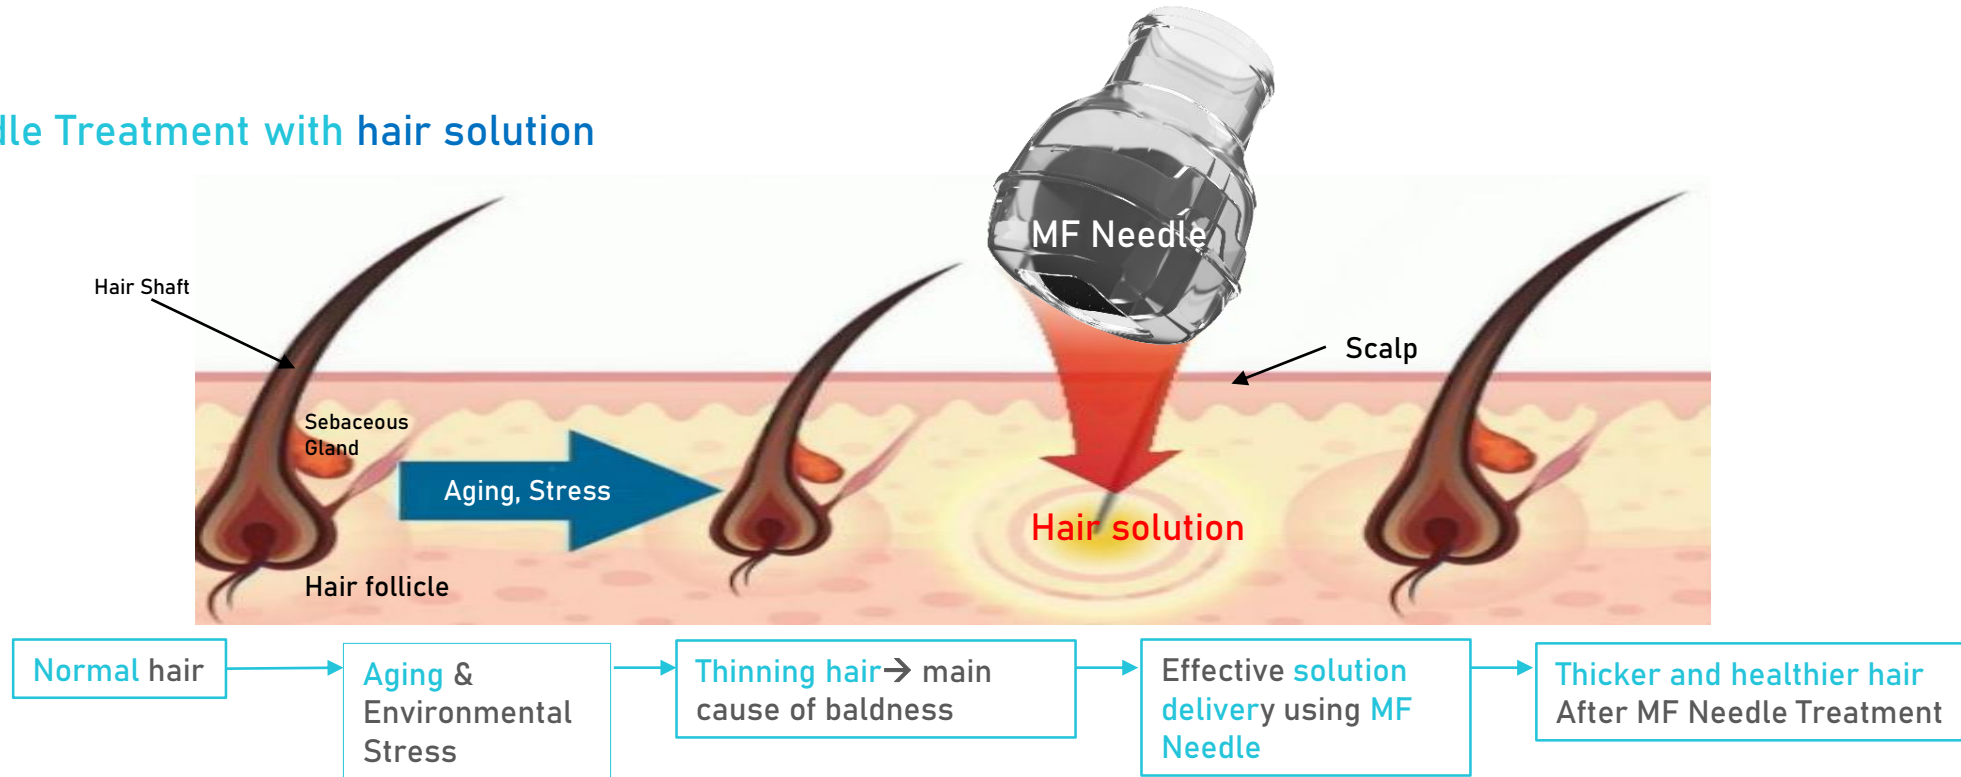 dle Treatment with hair solution
MF Needle
Hair Shaft
Scalp
Sebaceous
Gland
Aging, Stress
Hair solution
Hair follicle
Normal hair
Aging &
Environmental
Stress
Thinning hair→ main
cause of baldness
Effective solution
delivery using MF
Needle
Thicker and healthier hair
After MF Needle Treatment